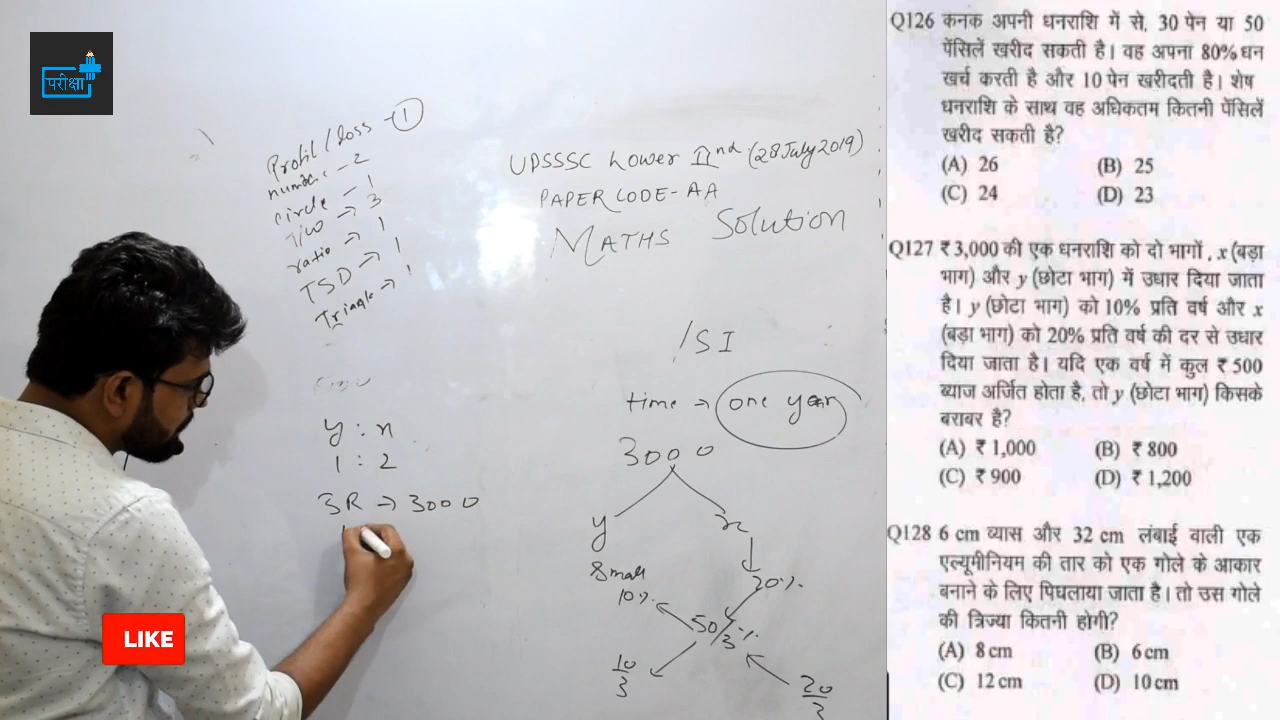 परीक्षा
Profit/loss - 1
numeric - 2
circle - 1
T/W → 3
ratio → 1
TSD → 1
Triangle → 1
UPSSSC Lower IInd (28 July 2019)
PAPER CODE - AA
MATHS Solution
/SI
time → one year
3000
y
x
Small
10%
20%
50/3 %
10/3
20/3
y : x
1 : 2
3R → 3000
LIKE
Q126 कनक अपनी धनराशि में से, 30 पेन या 50
पेंसिलें खरीद सकती है। वह अपना 80% धन
खर्च करती है और 10 पेन खरीदती है। शेष
धनराशि के साथ वह अधिकतम कितनी पेंसिलें
खरीद सकती है?
(A) 26 (B) 25
(C) 24 (D) 23
Q127 ₹ 3,000 की एक धनराशि को दो भागों , x (बड़ा
भाग) और y (छोटा भाग) में उधार दिया जाता
है। y (छोटा भाग) को 10% प्रति वर्ष और x
(बड़ा भाग) को 20% प्रति वर्ष की दर से उधार
दिया जाता है। यदि एक वर्ष में कुल ₹ 500
ब्याज अर्जित होता है, तो y (छोटा भाग) किसके
बराबर है?
(A) ₹ 1,000 (B) ₹ 800
(C) ₹ 900 (D) ₹ 1,200
Q128 6 cm व्यास और 32 cm लंबाई वाली एक
एल्यूमीनियम की तार को एक गोले के आकार
बनाने के लिए पिघलाया जाता है। तो उस गोले
की त्रिज्या कितनी होगी?
(A) 8 cm (B) 6 cm
(C) 12 cm (D) 10 cm